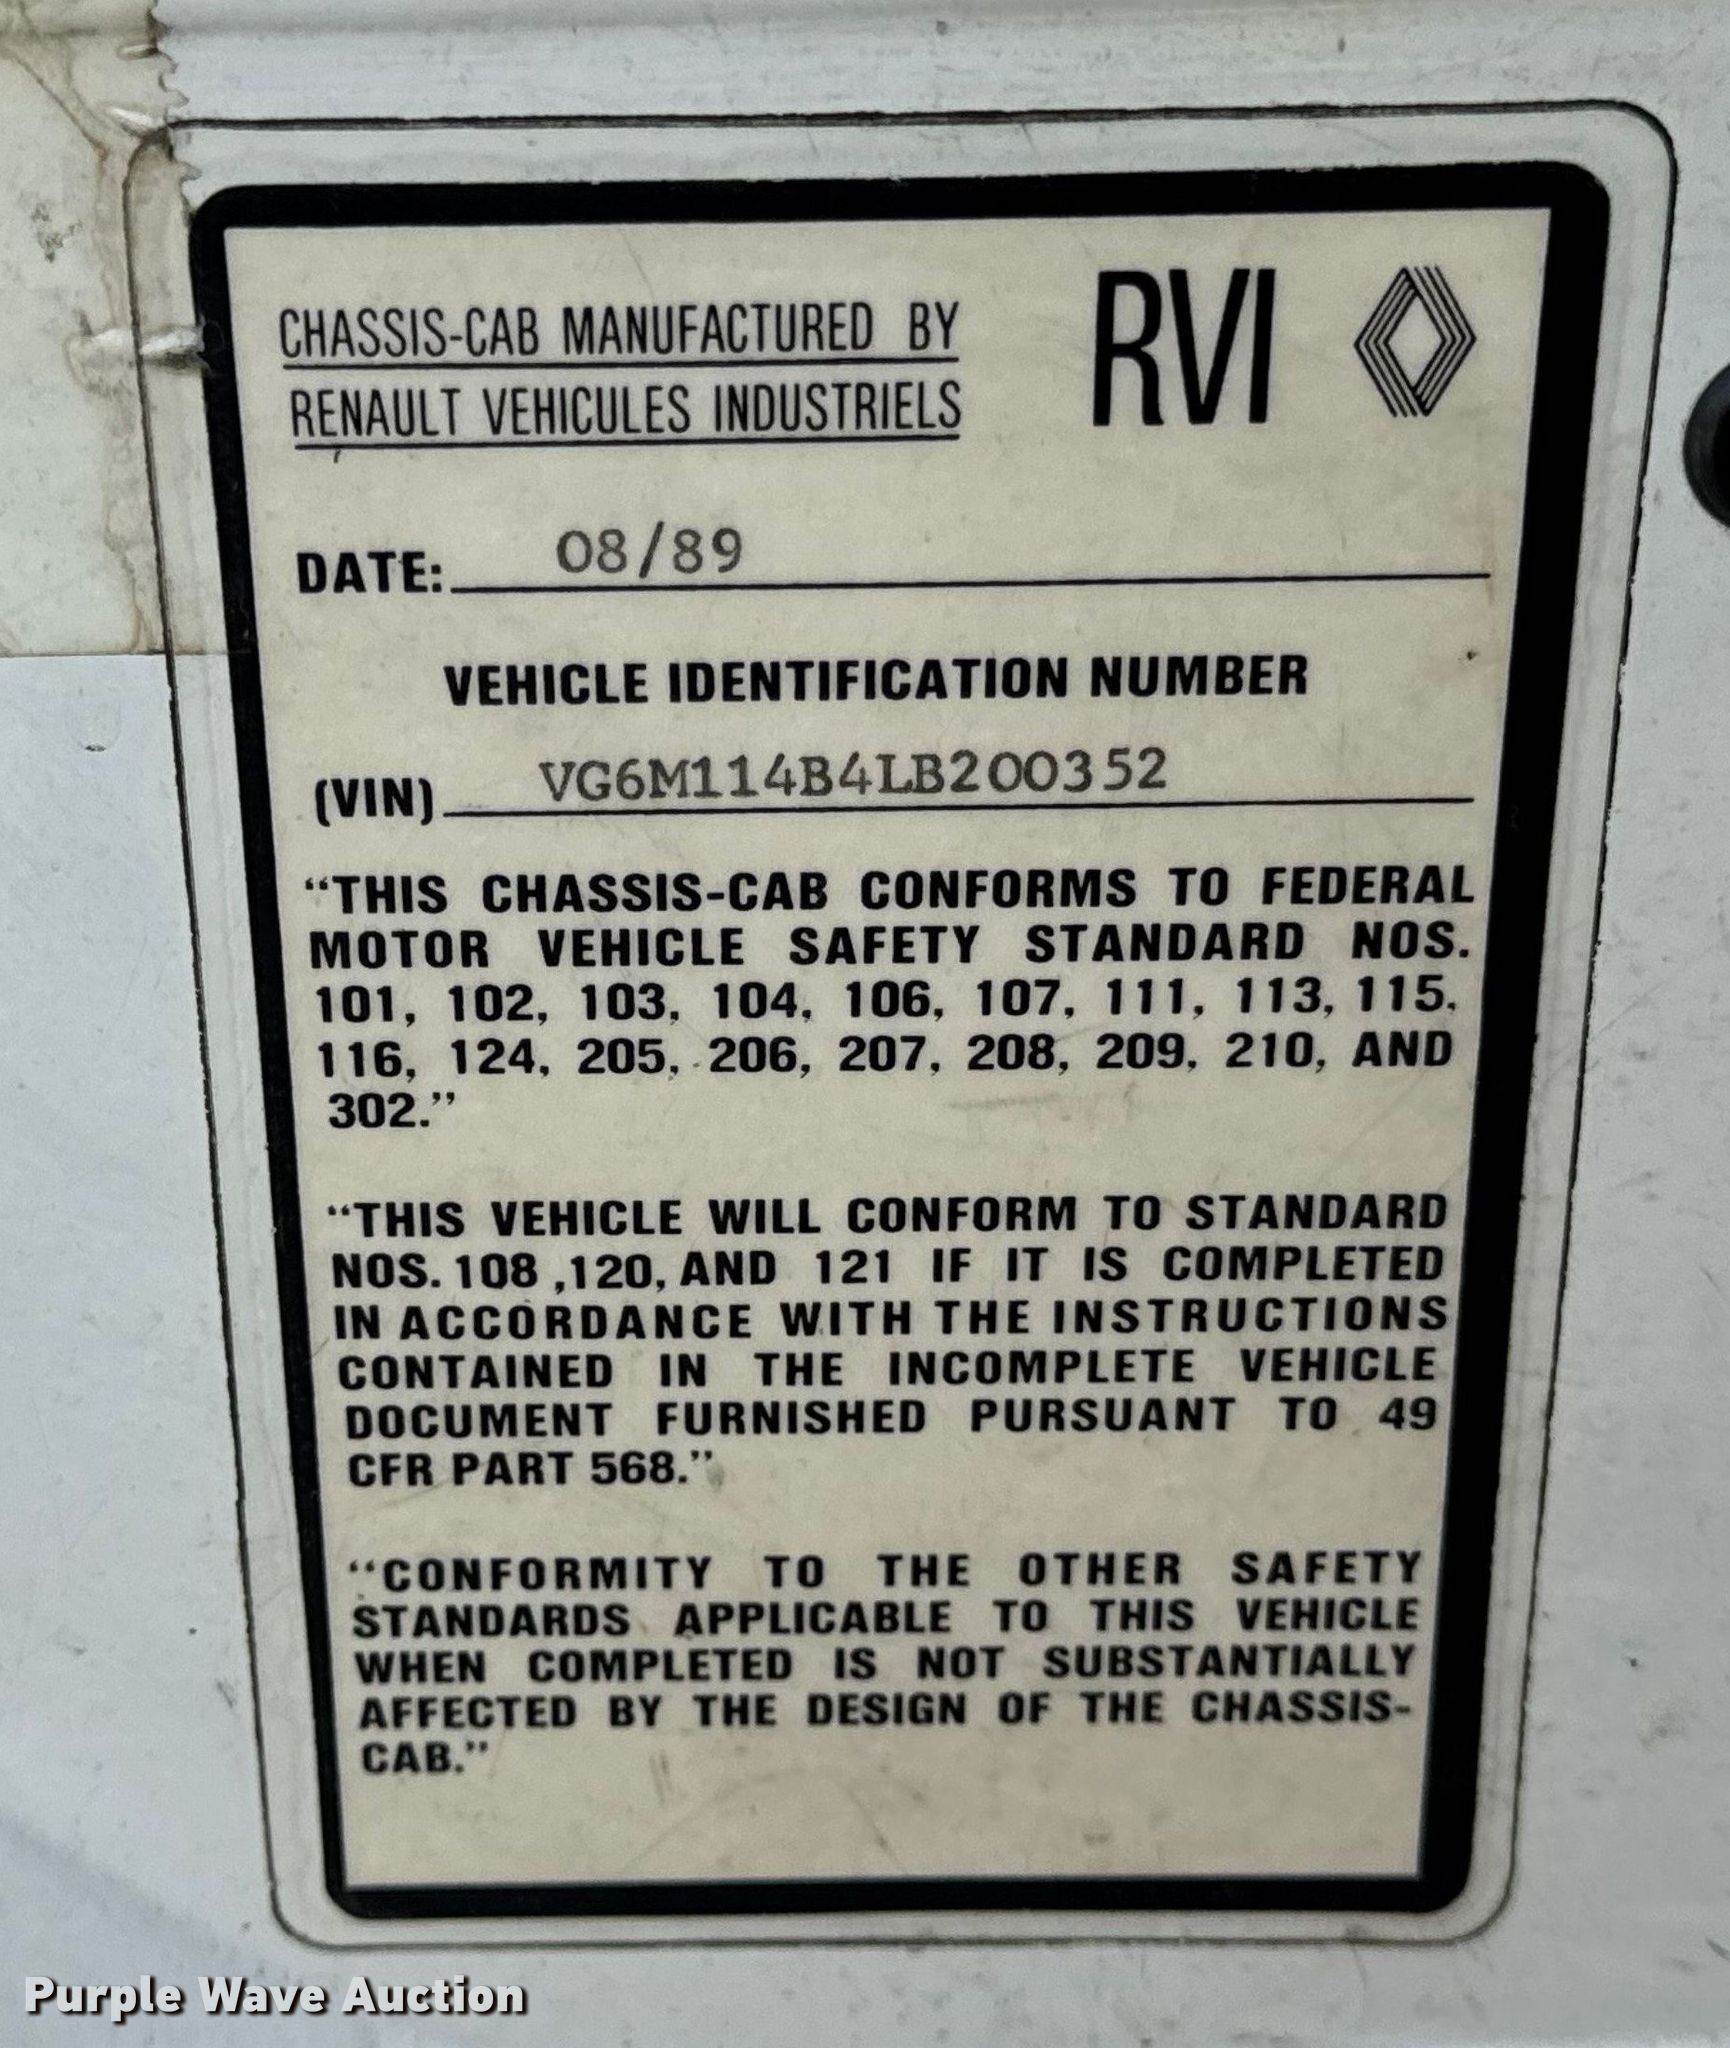 CHASSIS-CAB MANUFACTURED BY
RENAULT VEHICULES INDUSTRIELS
RVI
DATE: 08/89
VEHICLE IDENTIFICATION NUMBER
(VIN) VG6M114B4LB200352
“THIS CHASSIS-CAB CONFORMS TO FEDERAL
MOTOR VEHICLE SAFETY STANDARD NOS.
101, 102, 103, 104, 106, 107, 111, 113, 115,
116, 124, 205, 206, 207, 208, 209, 210, AND
302.”
“THIS VEHICLE WILL CONFORM TO STANDARD
NOS. 108 ,120, AND 121 IF IT IS COMPLETED
IN ACCORDANCE WITH THE INSTRUCTIONS
CONTAINED IN THE INCOMPLETE VEHICLE
DOCUMENT FURNISHED PURSUANT TO 49
CFR PART 568.”
“CONFORMITY TO THE OTHER SAFETY
STANDARDS APPLICABLE TO THIS VEHICLE
WHEN COMPLETED IS NOT SUBSTANTIALLY
AFFECTED BY THE DESIGN OF THE CHASSIS-
CAB.”
Purple Wave Auction